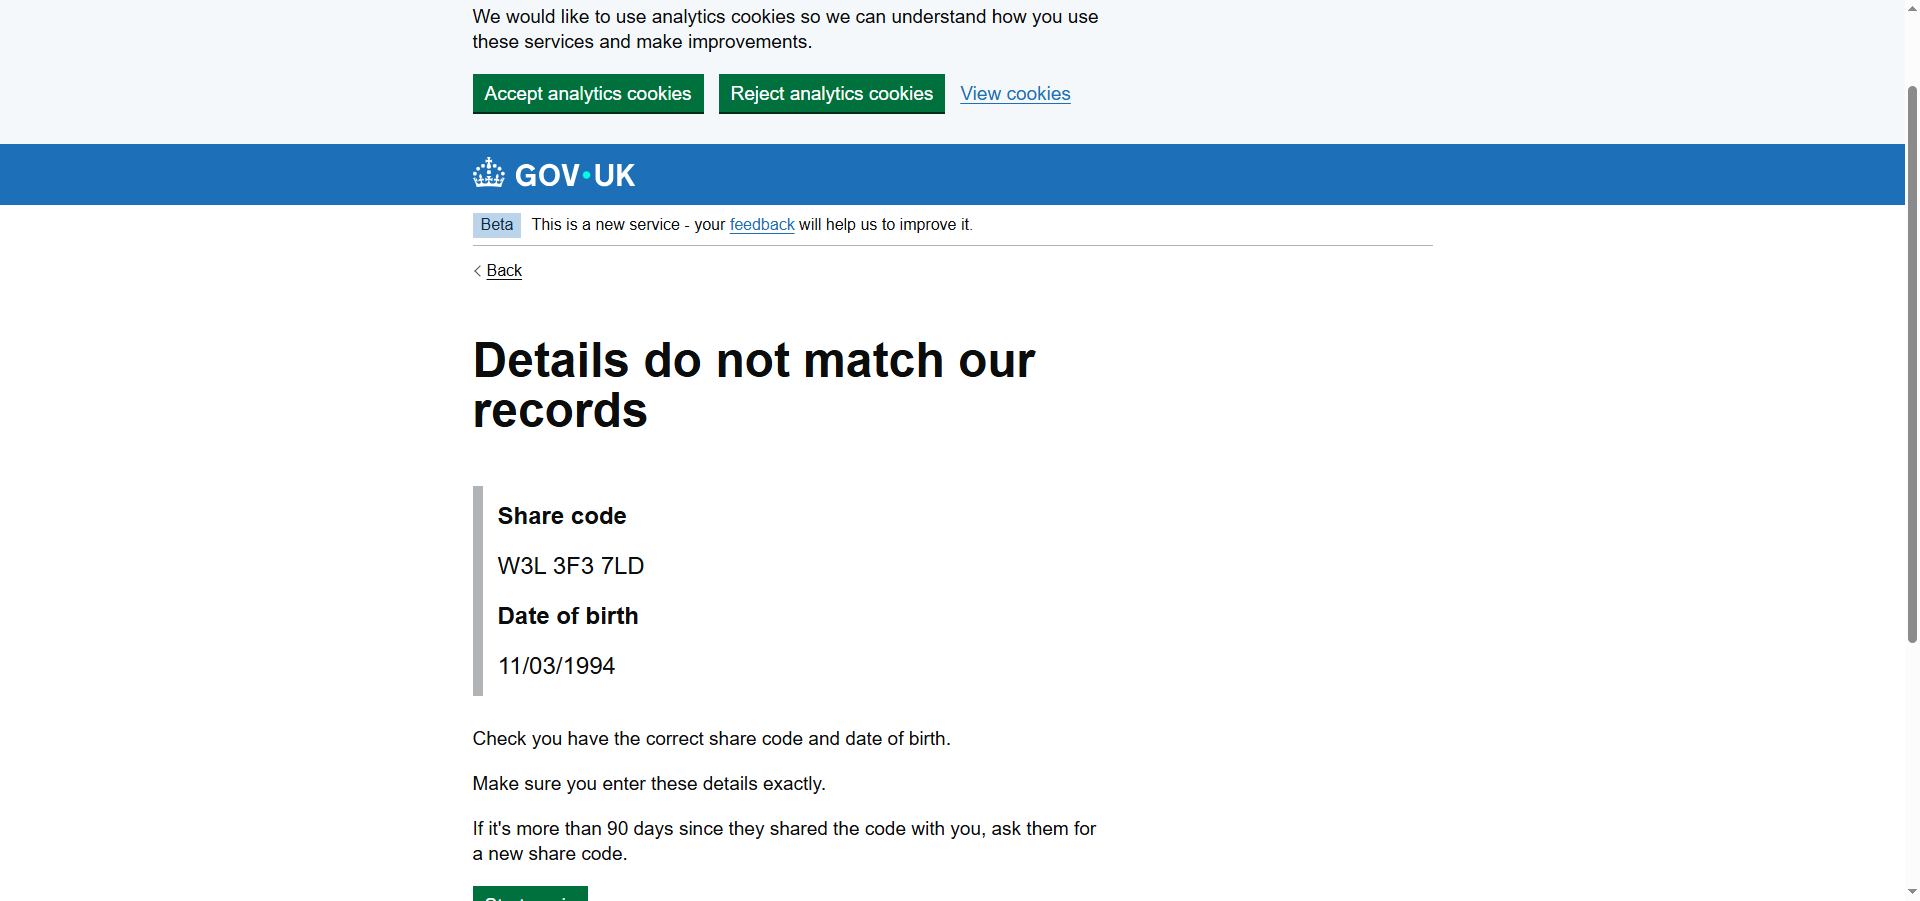 We would like to use analytics cookies so we can understand how you use
these services and make improvements.
Accept analytics cookies Reject analytics cookies View cookies
GOV•UK
Beta This is a new service - your feedback will help us to improve it.
Back
Details do not match our
records
Share code
W3L 3F3 7LD
Date of birth
11/03/1994
Check you have the correct share code and date of birth.
Make sure you enter these details exactly.
If it's more than 90 days since they shared the code with you, ask them for
a new share code.